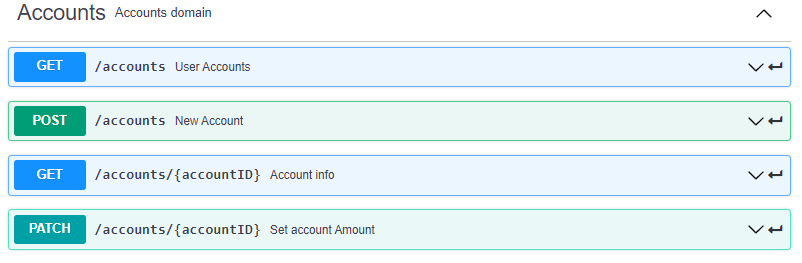 Accounts Accounts domain
GET /accounts User Accounts
POST /accounts New Account
GET /accounts/{accountID} Account info
PATCH /accounts/{accountID} Set account Amount